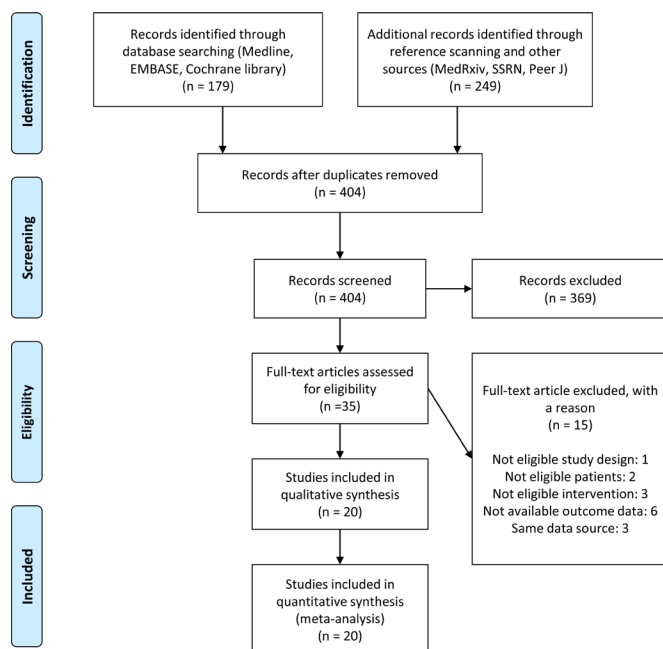 Identification
Records identified through
database searching (Medline,
EMBASE, Cochrane library)
(n = 179)
Additional records identified through
reference scanning and other
sources (MedRxiv, SSRN, Peer J)
(n = 249)
Records after duplicates removed
(n = 404)
Screening
Records screened
(n = 404)
Records excluded
(n = 369)
Eligibility
Full-text articles assessed
for eligibility
(n =35)
Full-text article excluded, with
a reason
(n = 15)
Not eligible study design: 1
Not eligible patients: 2
Not eligible intervention: 3
Not available outcome data: 6
Same data source: 3
Studies included in
qualitative synthesis
(n = 20)
Included
Studies included in
quantitative synthesis
(meta-analysis)
(n = 20)